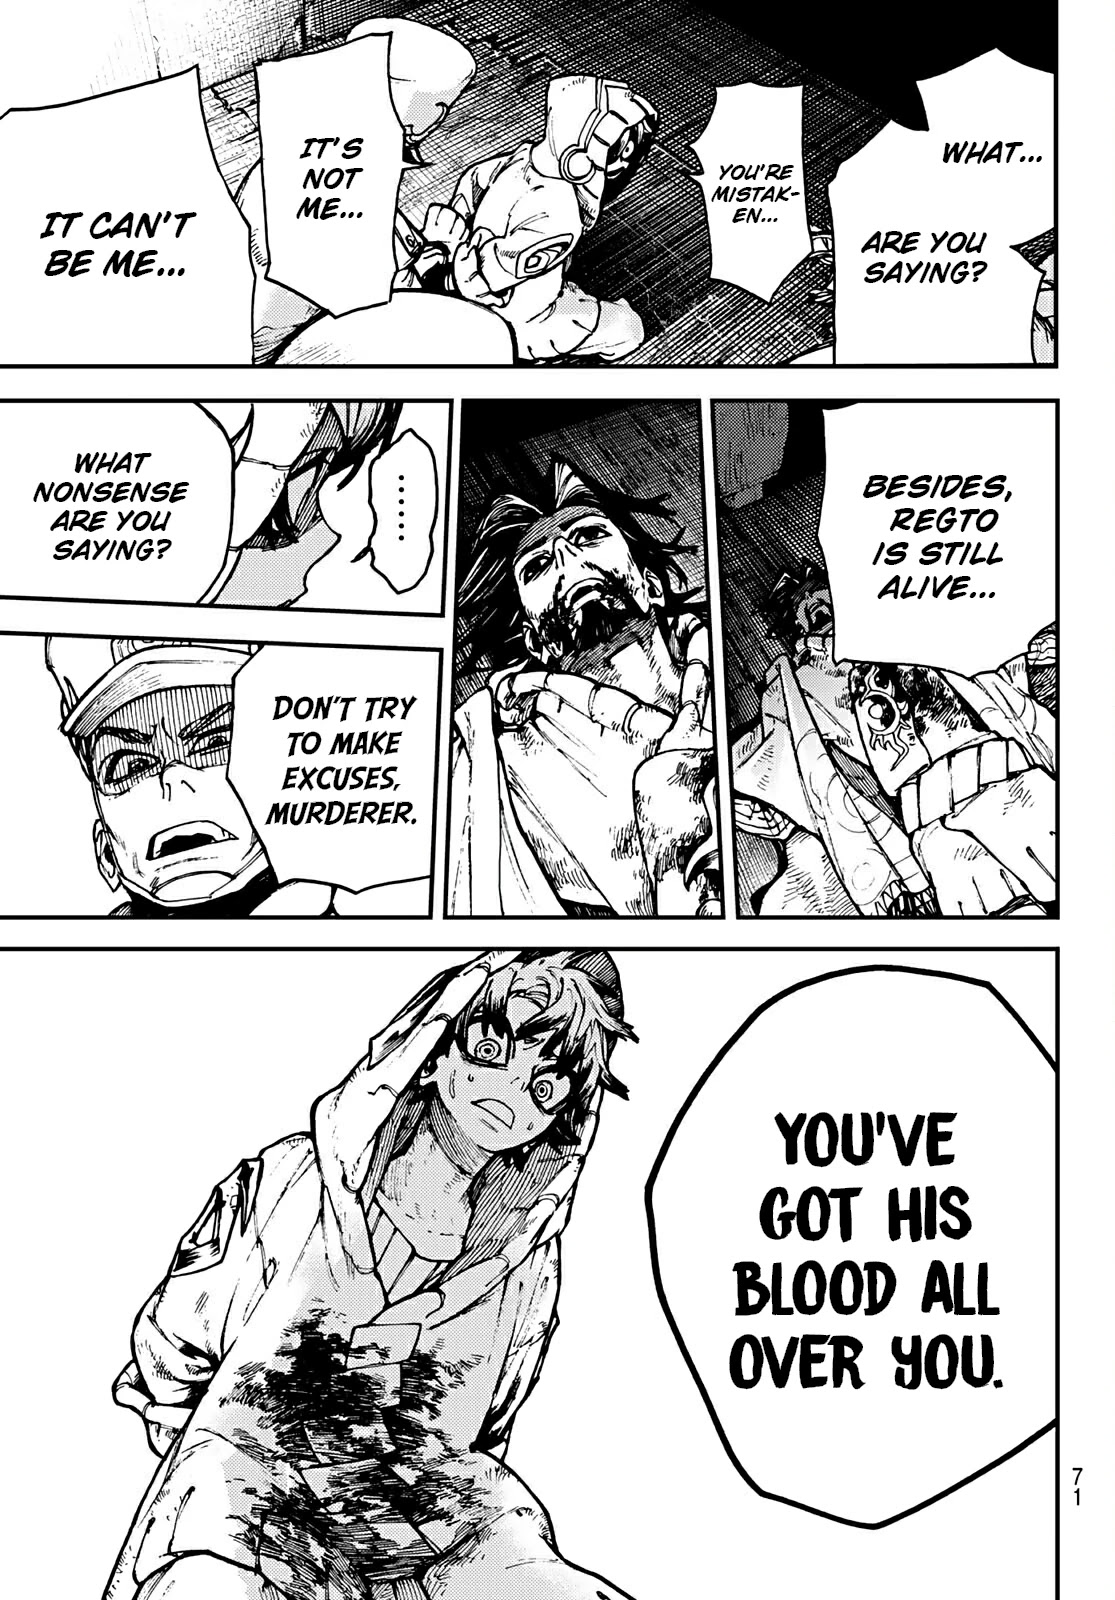 WHAT...
ARE YOU
SAYING?
YOU'RE
MISTAK-
EN...
IT'S
NOT
ME...
IT CAN'T
BE ME...
BESIDES,
REGTO
IS STILL
ALIVE...
......
WHAT
NONSENSE
ARE YOU
SAYING?
DON'T TRY
TO MAKE
EXCUSES,
MURDERER.
YOU'VE
GOT HIS
BLOOD ALL
OVER YOU.
71